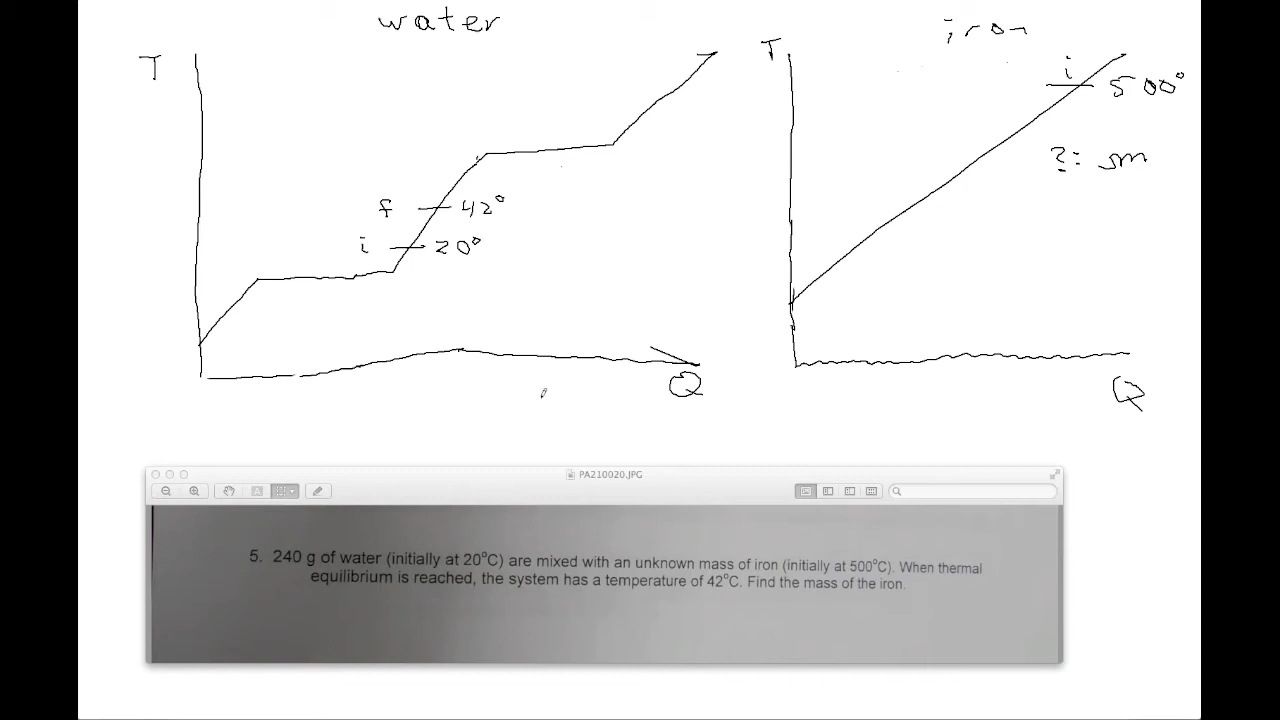 water
iron
T
T
i
500°
?: m
f
42°
i
20°
Q
Q
PA210020.JPG
5. 240 g of water (initially at 20°C) are mixed with an unknown mass of iron (initially at 500°C). When thermal
equilibrium is reached, the system has a temperature of 42°C. Find the mass of the iron.